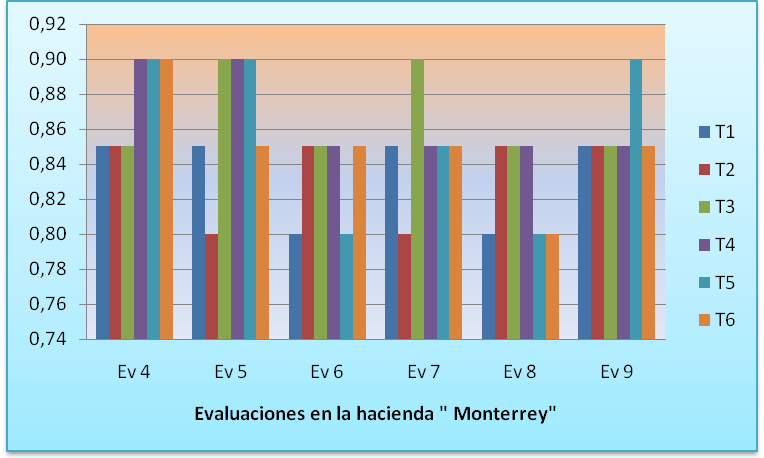 0,92
0,90
0,88
0,86
0,84
0,82
0,80
0,78
0,76
0,74
Ev 4 Ev 5 Ev 6 Ev 7 Ev 8 Ev 9
Evaluaciones en la hacienda " Monterrey"
T1
T2
T3
T4
T5
T6